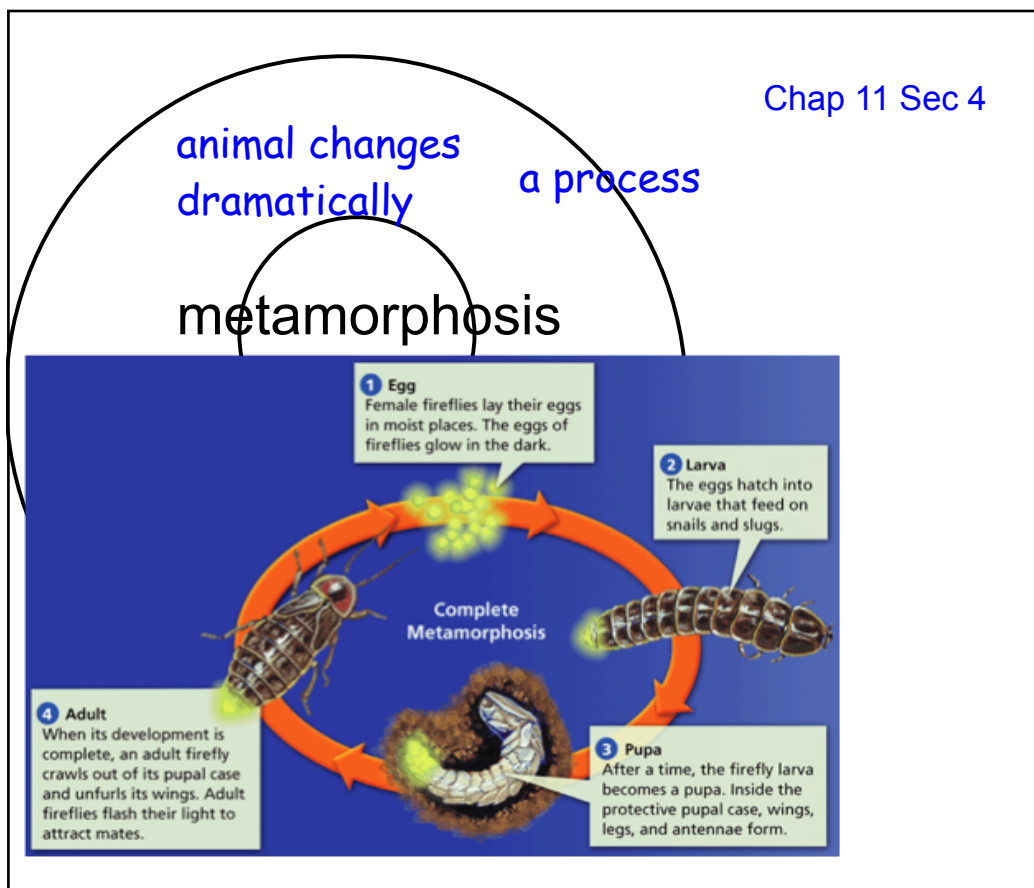 Chap 11 Sec 4
animal changes
dramatically
a process
metamorphosis
1 Egg
Female fireflies lay their eggs
in moist places. The eggs of
fireflies glow in the dark.
2 Larva
The eggs hatch into
larvae that feed on
snails and slugs.
Complete
Metamorphosis
3 Pupa
After a time, the firefly larva
becomes a pupa. Inside the
protective pupal case, wings,
legs, and antennae form.
4 Adult
When its development is
complete, an adult firefly
crawls out of its pupal case
and unfurls its wings. Adult
fireflies flash their light to
attract mates.